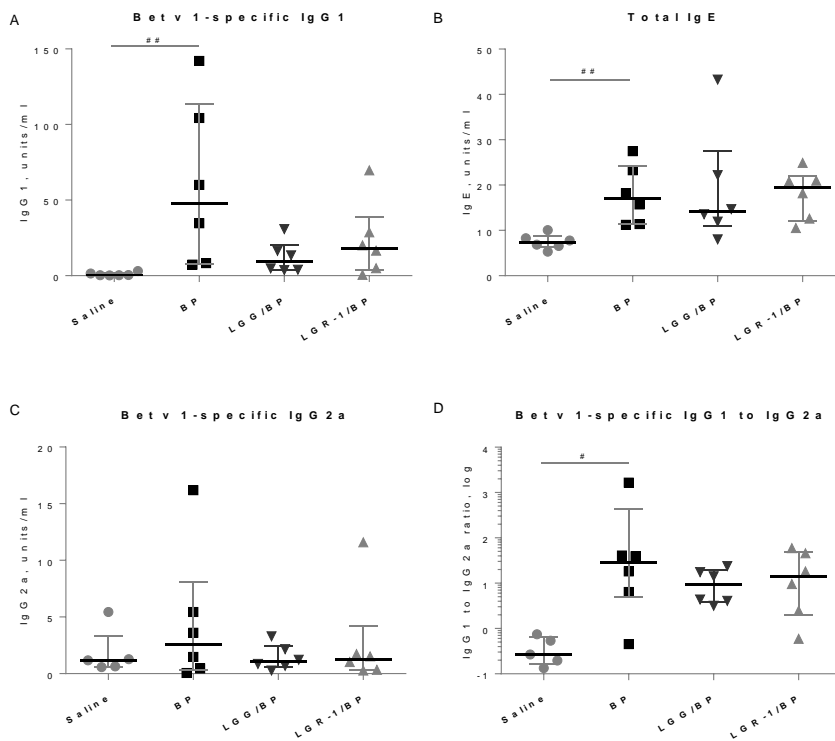 A
Bet v 1-specific IgG1
IgG1, units/ml
150
100
50
0
##
Saline
BP
LGG/BP
LGR-1/BP
B
Total IgE
IgE, units/ml
50
40
30
20
10
0
##
Saline
BP
LGG/BP
LGR-1/BP
C
Bet v 1-specific IgG2a
IgG2a, units/ml
20
15
10
5
0
Saline
BP
LGG/BP
LGR-1/BP
D
Bet v 1-specific IgG1 to IgG2a
IgG1 to IgG2a ratio, log
4
3
2
1
0
-1
#
Saline
BP
LGG/BP
LGR-1/BP